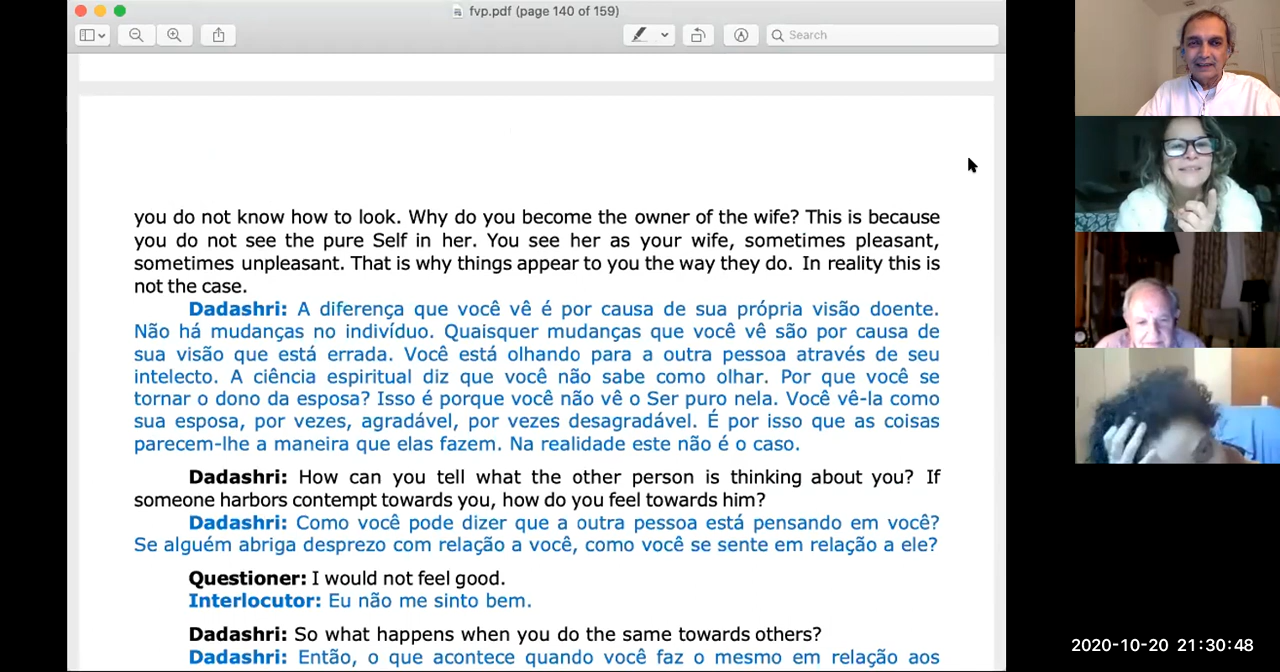 fvp.pdf (page 140 of 159)
Search
you do not know how to look. Why do you become the owner of the wife? This is because
you do not see the pure Self in her. You see her as your wife, sometimes pleasant,
sometimes unpleasant. That is why things appear to you the way they do. In reality this is
not the case.
Dadashri: A diferença que você vê é por causa de sua própria visão doente.
Não há mudanças no indivíduo. Quaisquer mudanças que você vê são por causa de
sua visão que está errada. Você está olhando para a outra pessoa através de seu
intelecto. A ciência espiritual diz que você não sabe como olhar. Por que você se
tornar o dono da esposa? Isso é porque você não vê o Ser puro nela. Você vê-la como
sua esposa, por vezes, agradável, por vezes desagradável. É por isso que as coisas
parecem-lhe a maneira que elas fazem. Na realidade este não é o caso.
Dadashri: How can you tell what the other person is thinking about you? If
someone harbors contempt towards you, how do you feel towards him?
Dadashri: Como você pode dizer que a outra pessoa está pensando em você?
Se alguém abriga desprezo com relação a você, como você se sente em relação a ele?
Questioner: I would not feel good.
Interlocutor: Eu não me sinto bem.
Dadashri: So what happens when you do the same towards others?
Dadashri: Então, o que acontece quando você faz o mesmo em relação aos
2020-10-20 21:30:48